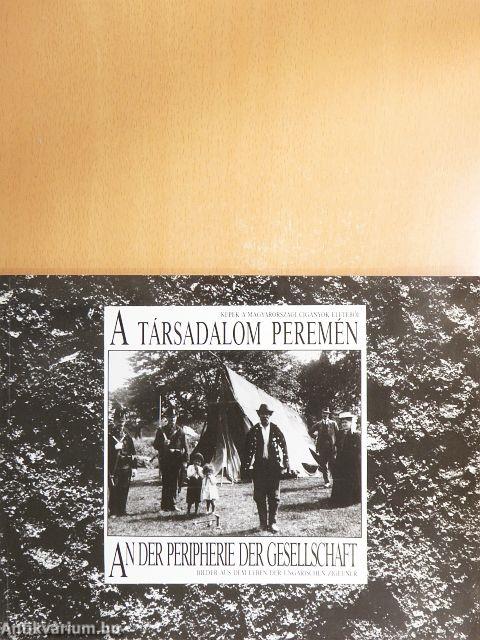 KÉPEK A MAGYARORSZÁGI CIGÁNYOK ÉLETÉBŐL
A TÁRSADALOM PEREMÉN
AN DER PERIPHERIE DER GESELLSCHAFT
BILDER AUS DEM LEBEN DER UNGARISCHEN ZIGEUNER
Antikvárium.hu